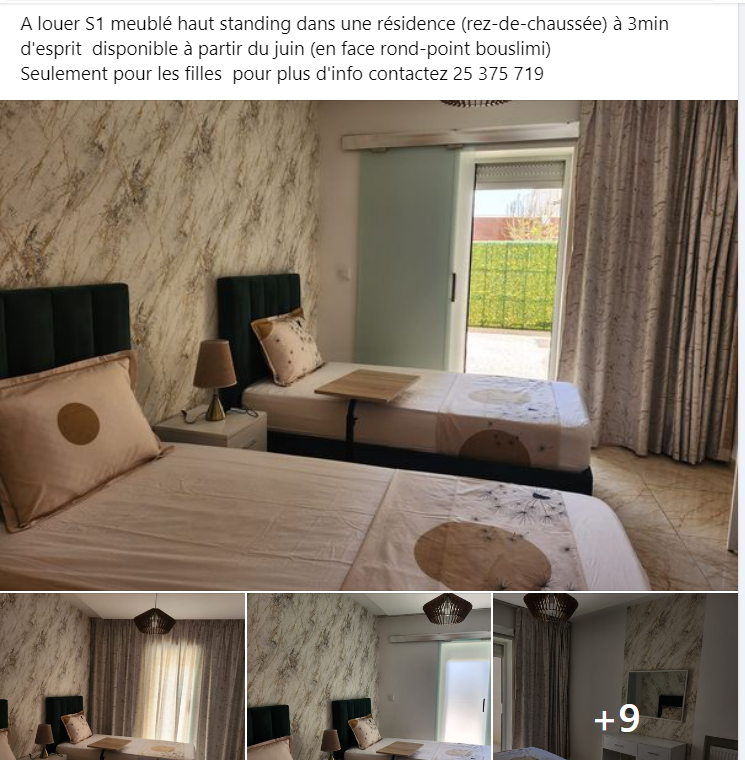 A louer S1 meublé haut standing dans une résidence (rez-de-chaussée) à 3min
d'esprit  disponible à partir du juin (en face rond-point bouslimi)
Seulement pour les filles  pour plus d'info contactez 25 375 719
+9